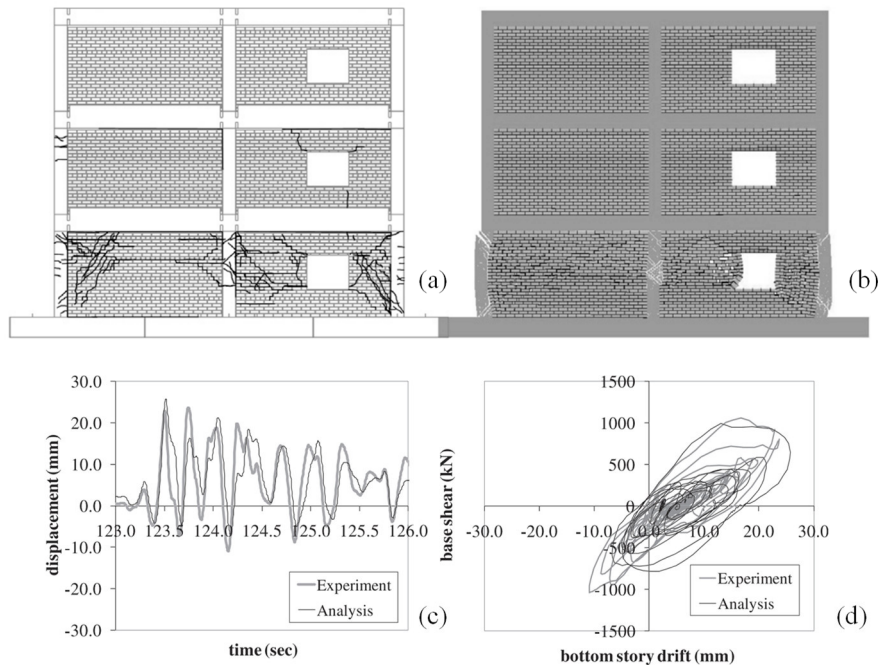 (a)
(b)
30.0
20.0
10.0
0.0
-10.0
-20.0
-30.0
123.0 123.5 124.0 124.5 125.0 125.5 126.0
displacement (mm)
time (sec)
Experiment
Analysis
(c)
1500
1000
500
0
-500
-1000
-1500
-30.0 -20.0 -10.0 0.0 10.0 20.0 30.0
base shear (kN)
bottom story drift (mm)
Experiment
Analysis
(d)